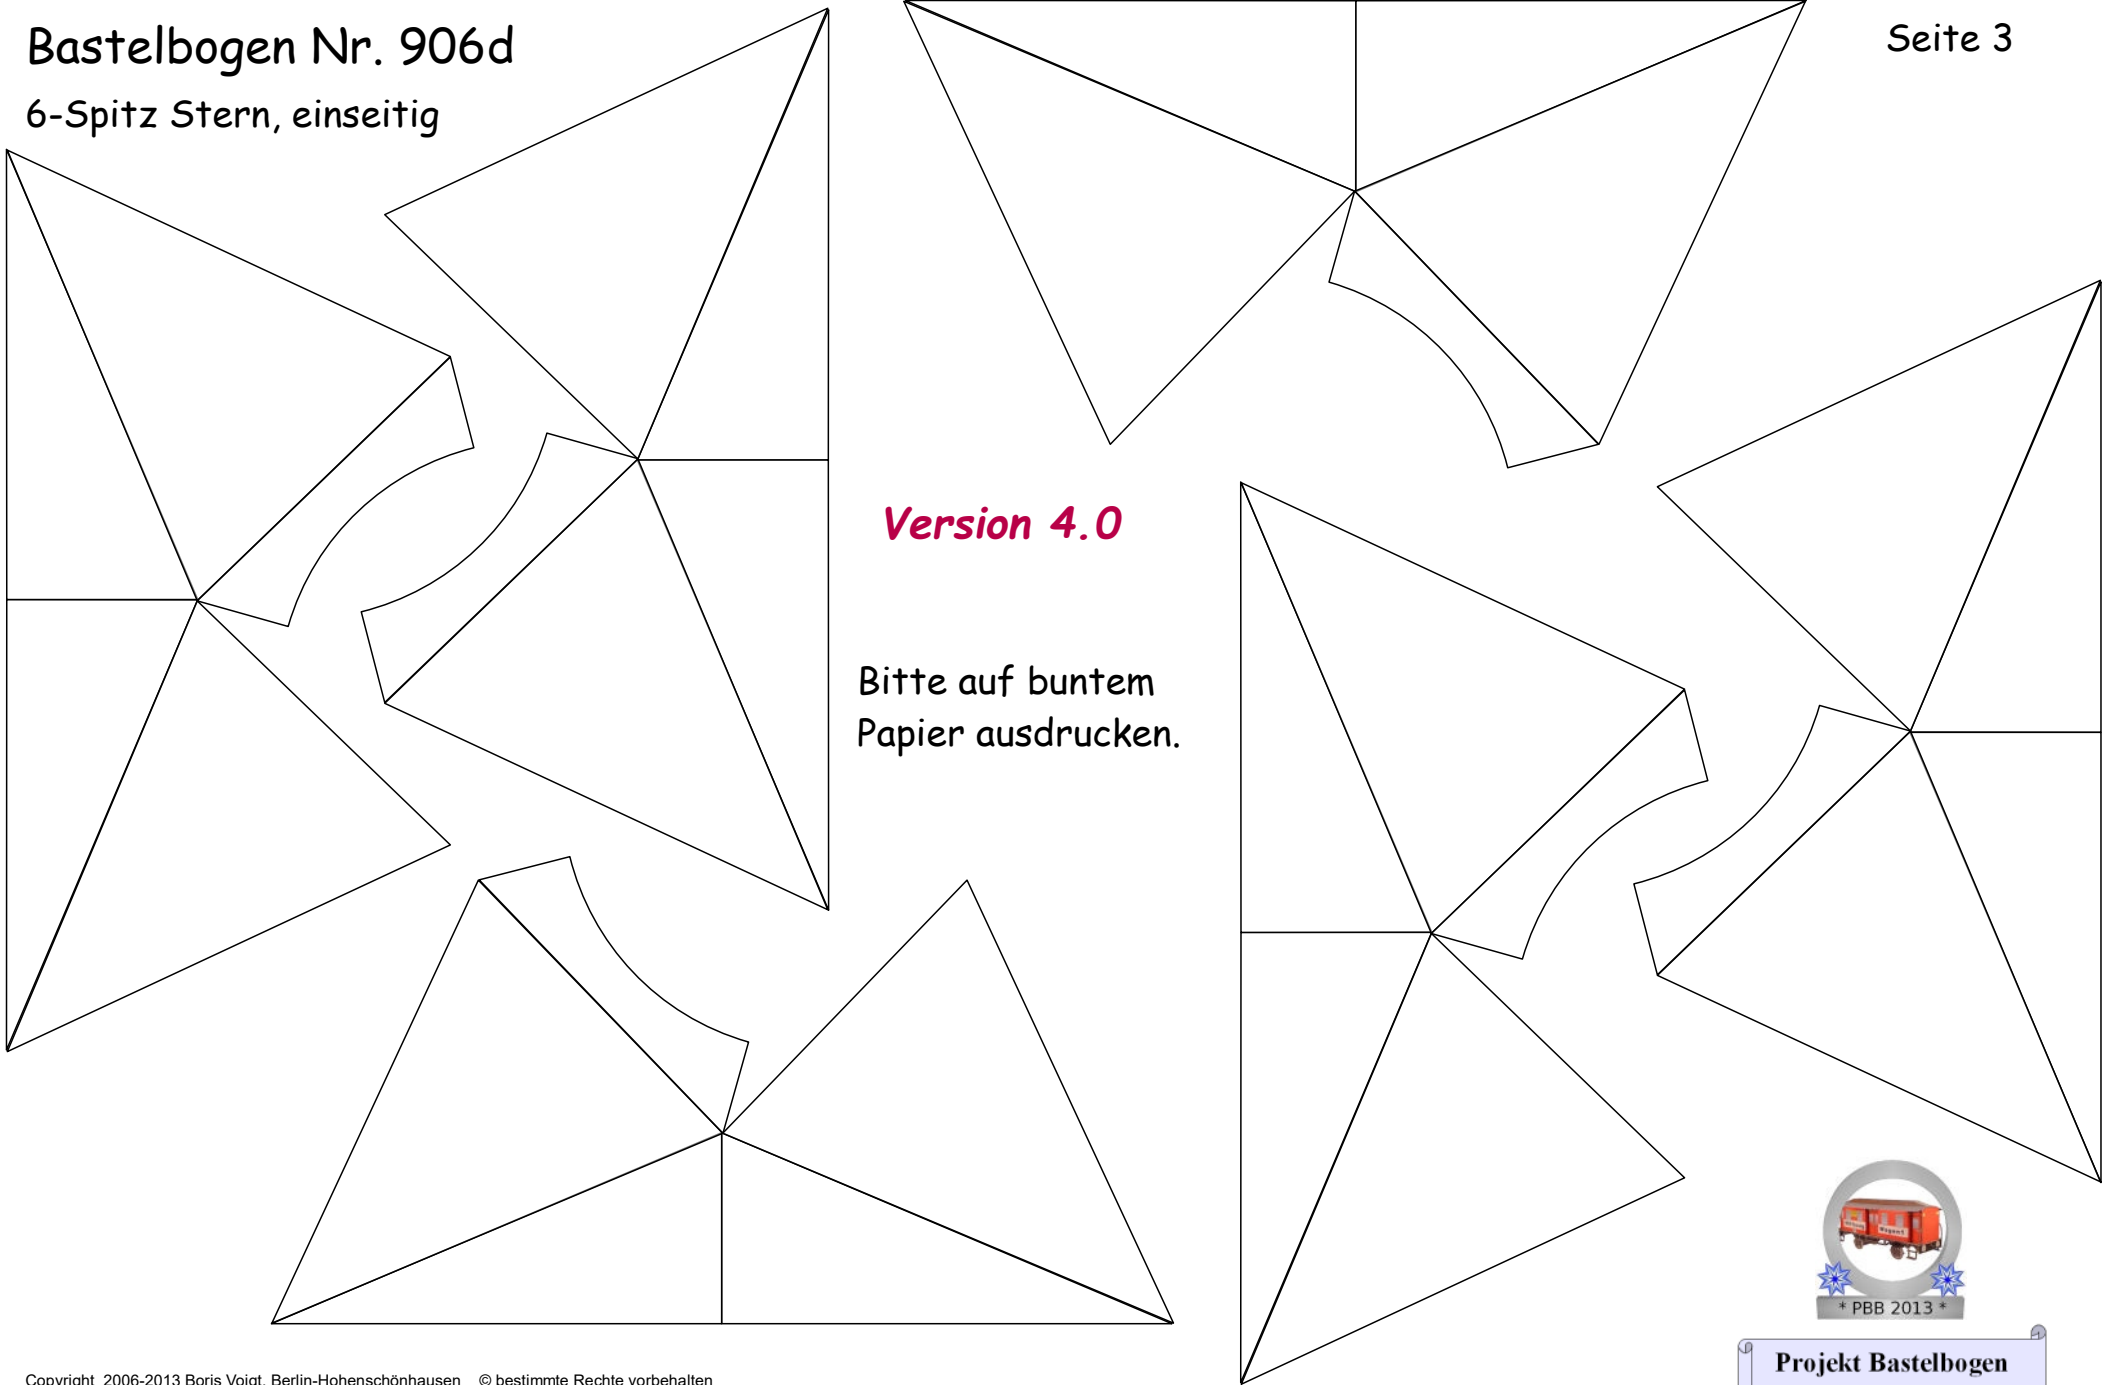 Bastelbogen Nr. 906d
Seite 3
6-Spitz Stern, einseitig
Version 4.0
Bitte auf buntem
Papier ausdrucken.
* PBB 2013 *
Projekt Bastelbogen
Copyright 2006-2013 Boris Voigt, Berlin-Hohenschönhausen © bestimmte Rechte vorbehalten